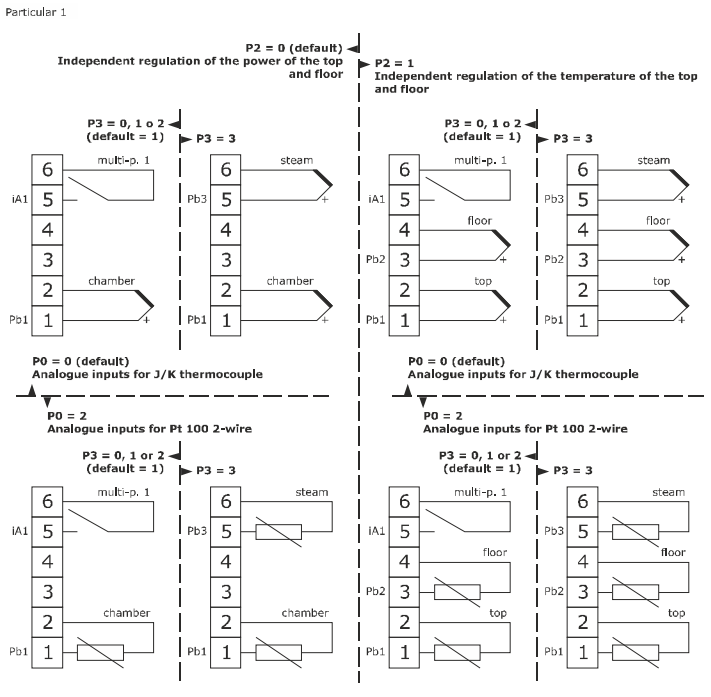 Particular 1
P2 = 0 (default)
Independent regulation of the power of the top
and floor
P2 = 1
Independent regulation of the temperature of the top
and floor
P3 = 0, 1 o 2
(default = 1)
P3 = 3
P3 = 0, 1 o 2
(default = 1)
P3 = 3
6 multi-p. 1
iA1 5
4
3
2 chamber
Pb1 1 +
6 steam
Pb3 5 +
4
3
2 chamber
Pb1 1 +
6 multi-p. 1
iA1 5
4 floor
Pb2 3 +
2 top
Pb1 1 +
6 steam
Pb3 5 +
4 floor
Pb2 3 +
2 top
Pb1 1 +
P0 = 0 (default)
Analogue inputs for J/K thermocouple
P0 = 0 (default)
Analogue inputs for J/K thermocouple
P0 = 2
Analogue inputs for Pt 100 2-wire
P0 = 2
Analogue inputs for Pt 100 2-wire
P3 = 0, 1 or 2
(default = 1)
P3 = 3
P3 = 0, 1 or 2
(default = 1)
P3 = 3
6 multi-p. 1
iA1 5
4
3
2 chamber
Pb1 1
6 steam
Pb3 5
4
3
2 chamber
Pb1 1
6 multi-p. 1
iA1 5
4 floor
Pb2 3
2 top
Pb1 1
6 steam
Pb3 5
4 floor
Pb2 3
2 top
Pb1 1